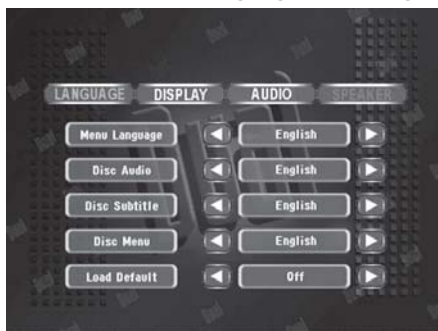 LANGUAGE DISPLAY AUDIO SPEAKER
Menu Language English
Disc Audio English
Disc Subtitle English
Disc Menu English
Load Default Off